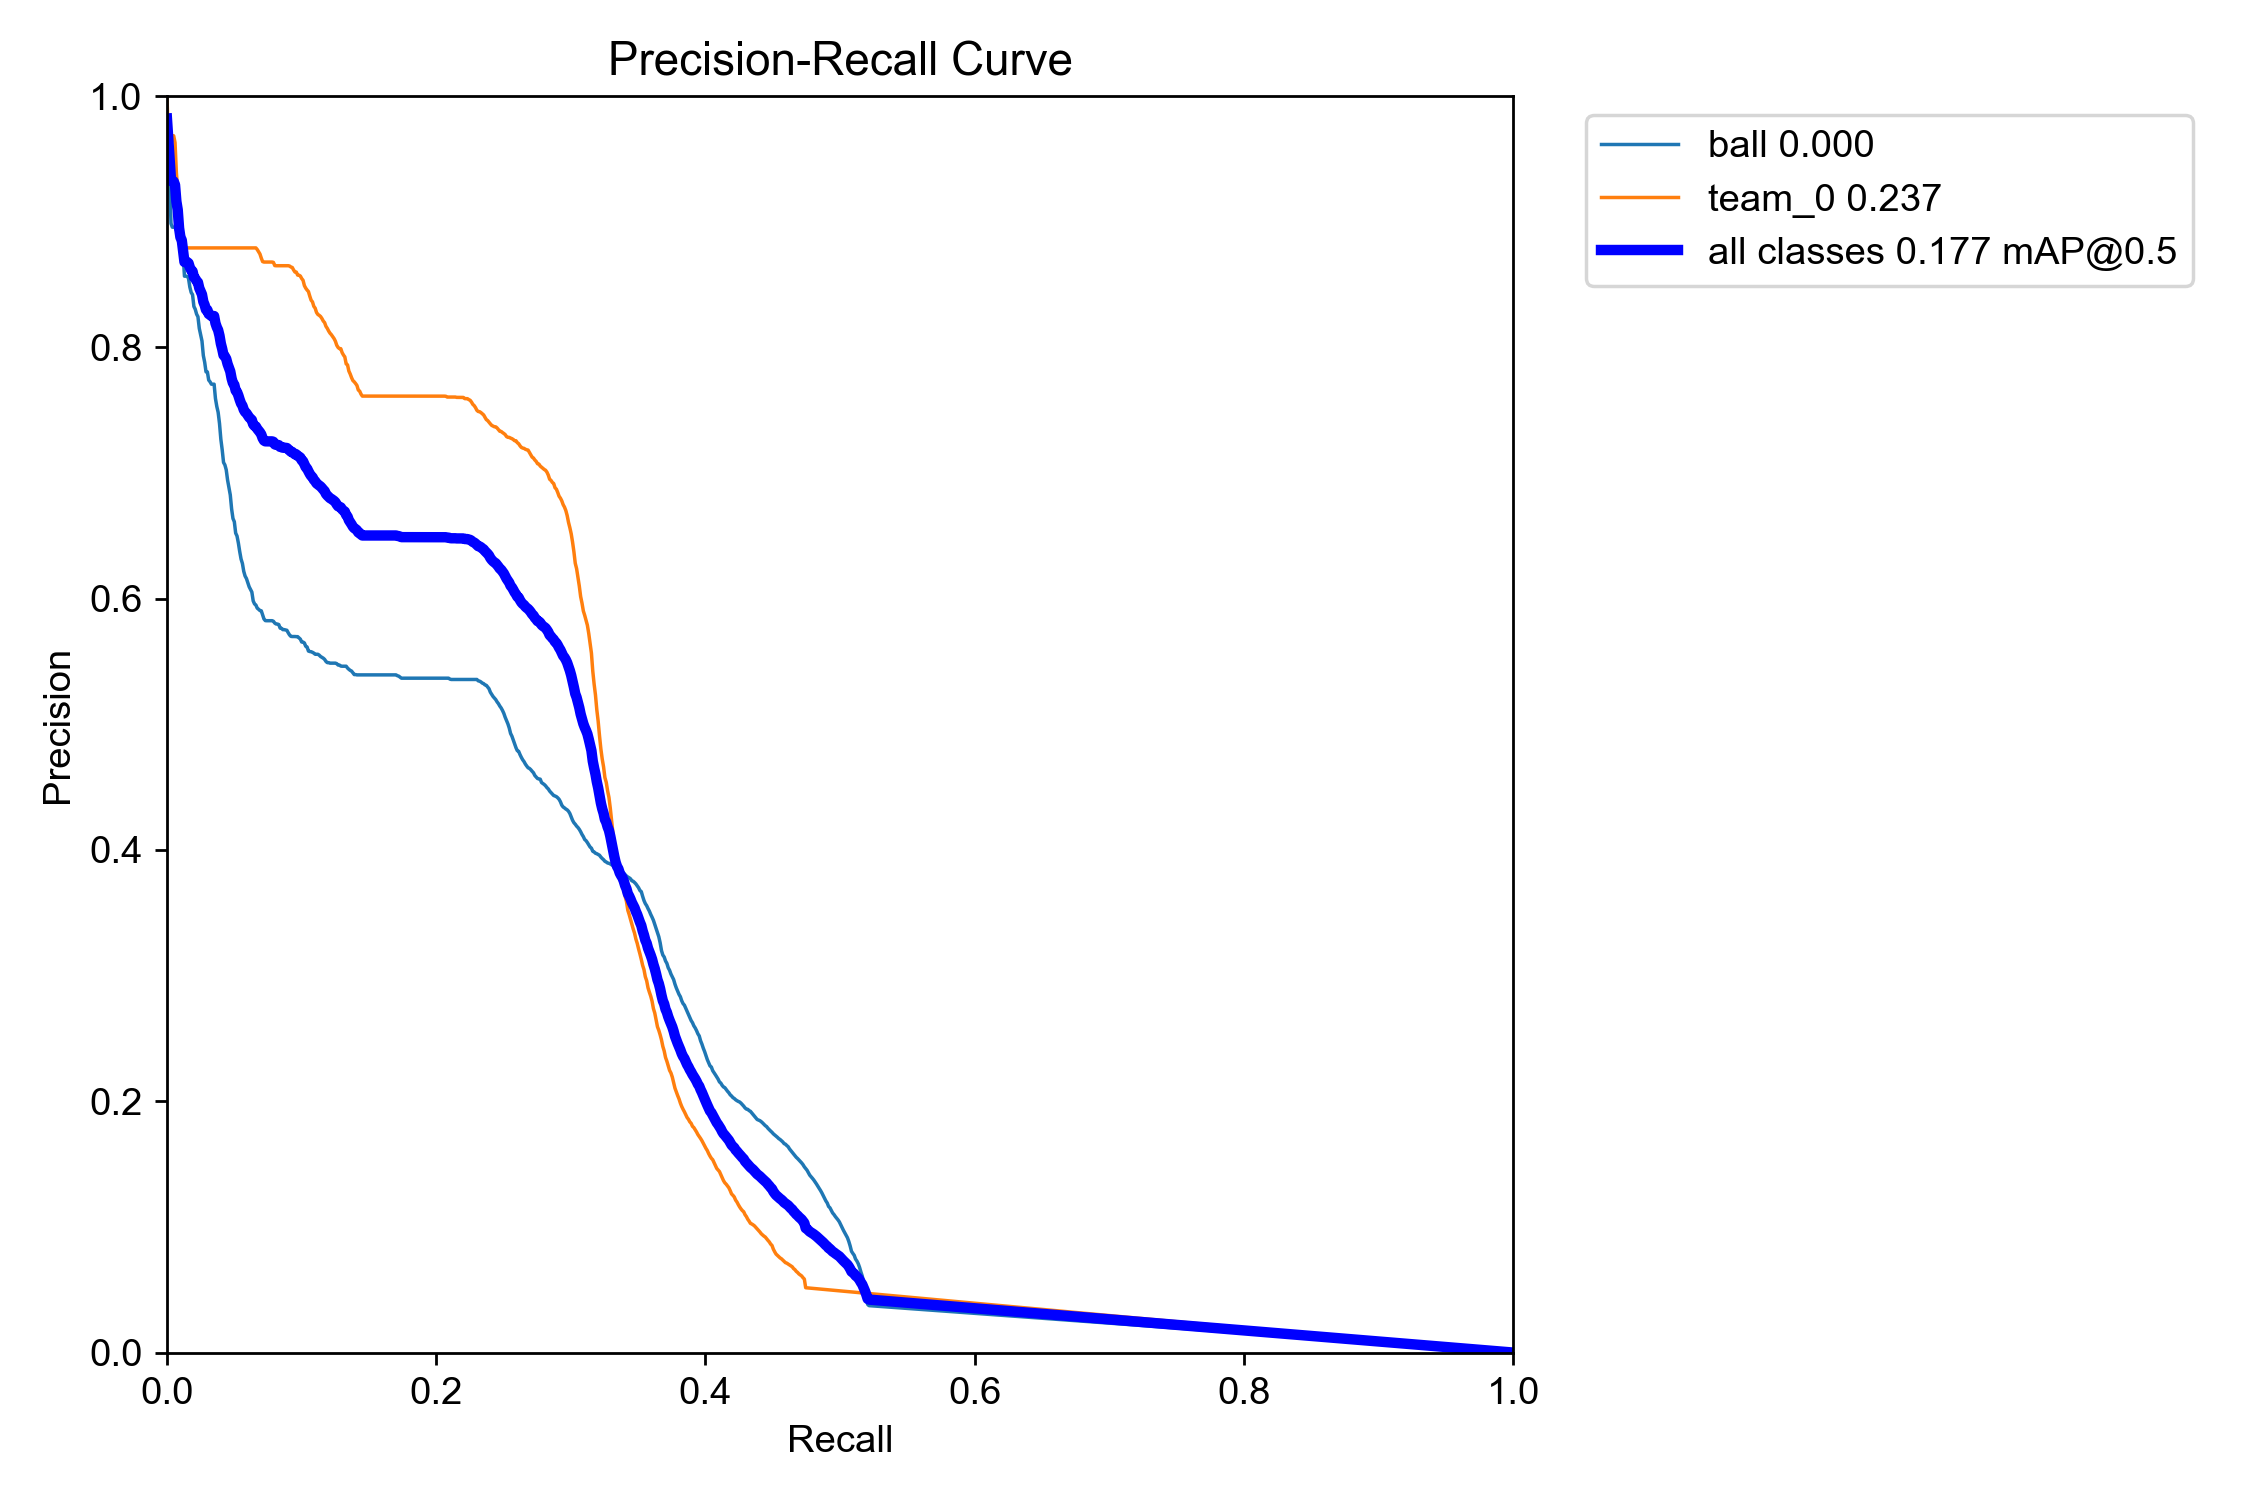 Precision-Recall Curve
1.0
0.8
0.6
0.4
0.2
0.0
Precision
0.0 0.2 0.4 0.6 0.8 1.0
Recall
ball 0.000
team_0 0.237
all classes 0.177 mAP@0.5